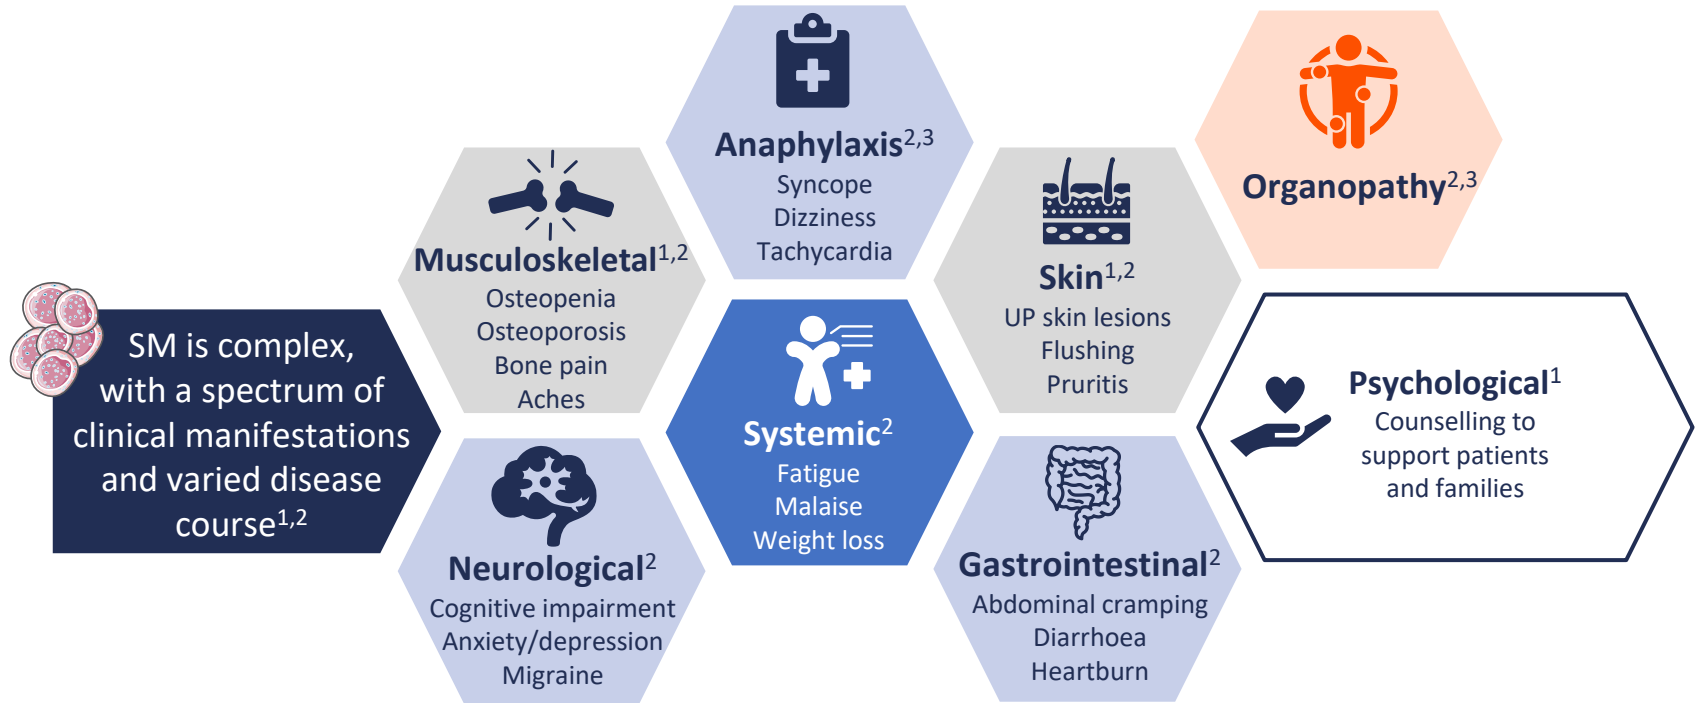 SM is complex,
with a spectrum of
clinical manifestations
and varied disease
course1,2
Musculoskeletal1,2
Osteopenia
Osteoporosis
Bone pain
Aches
Neurological2
Cognitive impairment
Anxiety/depression
Migraine
Anaphylaxis2,3
Syncope
Dizziness
Tachycardia
Systemic2
Fatigue
Malaise
Weight loss
Skin1,2
UP skin lesions
Flushing
Pruritis
Gastrointestinal2
Abdominal cramping
Diarrhoea
Heartburn
Organopathy2,3
Psychological1
Counselling to
support patients
and families